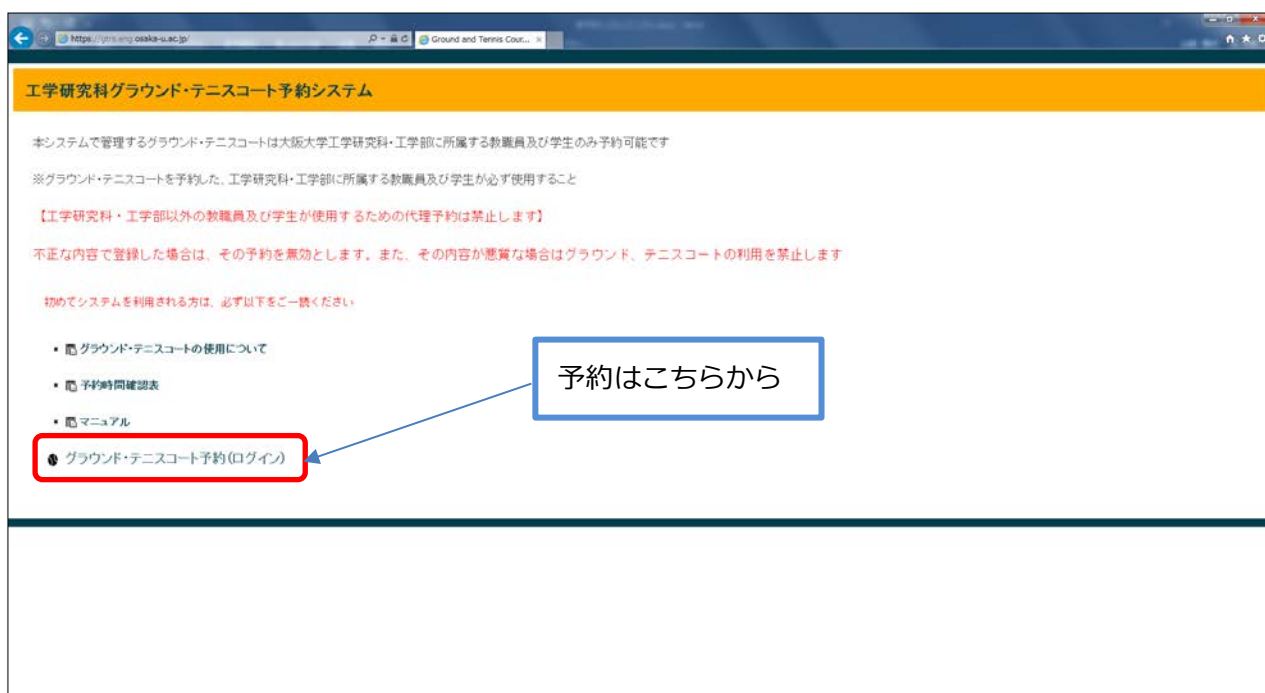 https://gtrs.eng.osaka-u.ac.jp/
Ground and Tennis Cour...
工学研究科グラウンド・テニスコート予約システム
本システムで管理するグラウンド・テニスコートは大阪大学工学研究科・工学部に所属する教職員及び学生のみ予約可能です
※グラウンド・テニスコートを予約した、工学研究科・工学部に所属する教職員及び学生が必ず使用すること
【工学研究科・工学部以外の教職員及び学生が使用するための代理予約は禁止します】
不正な内容で登録した場合は、その予約を無効とします。また、その内容が悪質な場合はグラウンド、テニスコートの利用を禁止します
初めてシステムを利用される方は、必ず以下をご一読ください
グラウンド・テニスコートの使用について
予約はこちらから
予約時間確認表
マニュアル
グラウンド・テニスコート予約(ログイン)